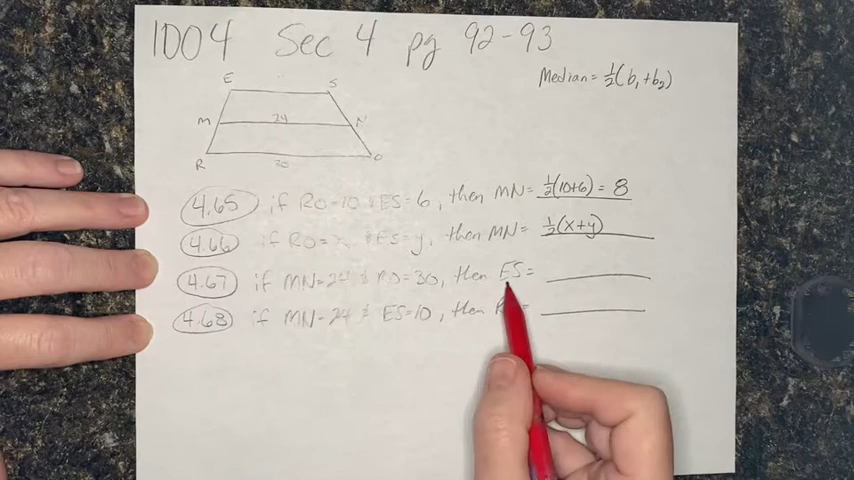 1004 Sec 4 pg 92-93
Median = ½(b₁+b₂)
E S
M 24 N
R 30 O
4.65 if RO=10 & ES=6, then MN= ½(10+6) = 8
4.66 if RO=x, & ES=y, then MN= ½(x+y)
4.67 if MN=24 & RO=30, then ES=
4.68 if MN=24 & ES=10, then R =